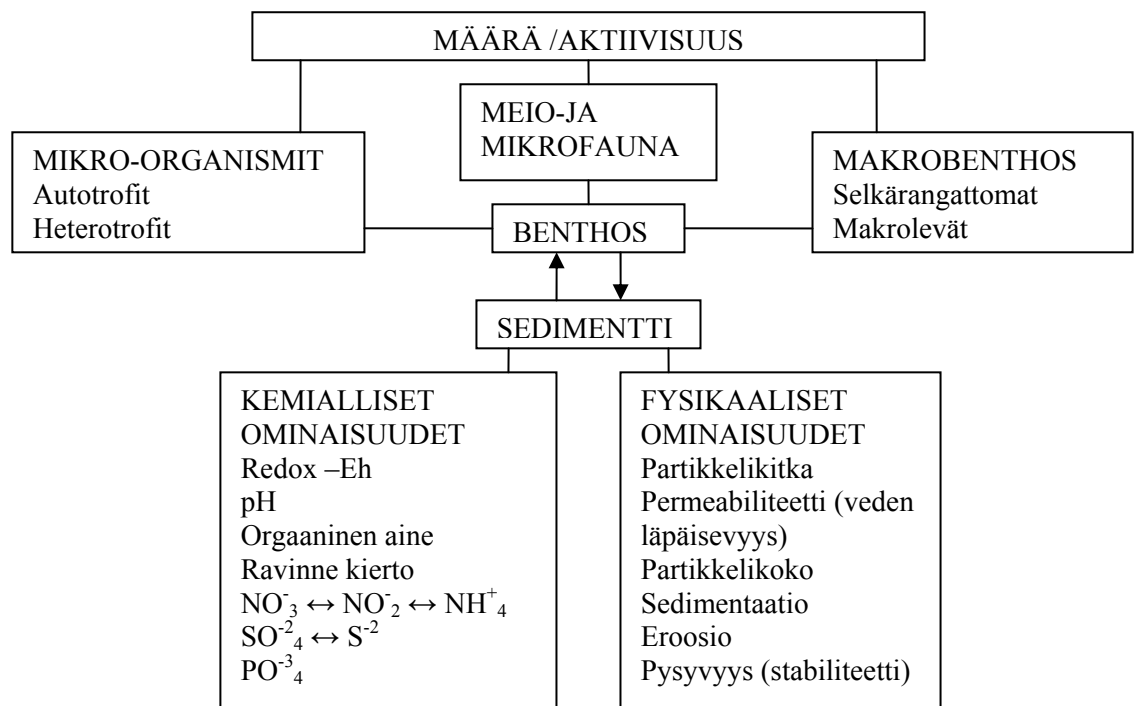 MÄÄRÄ /AKTIIVISUUS
MEIO-JA
MIKROFAUNA
MIKRO-ORGANISMIT
Autotrofit
Heterotrofit
MAKROBENTHOS
Selkärangattomat
Makrolevät
BENTHOS
SEDIMENTTI
KEMIALLISET
OMINAISUUDET
Redox –Eh
pH
Orgaaninen aine
Ravinne kierto
NO⁻₃ ↔ NO⁻₂ ↔ NH⁺₄
SO⁻²₄ ↔ S⁻²
PO⁻³₄
FYSIKAALISET
OMINAISUUDET
Partikkelikitka
Permeabiliteetti (veden
läpäisevyys)
Partikkelikoko
Sedimentaatio
Eroosio
Pysyvyys (stabiliteetti)